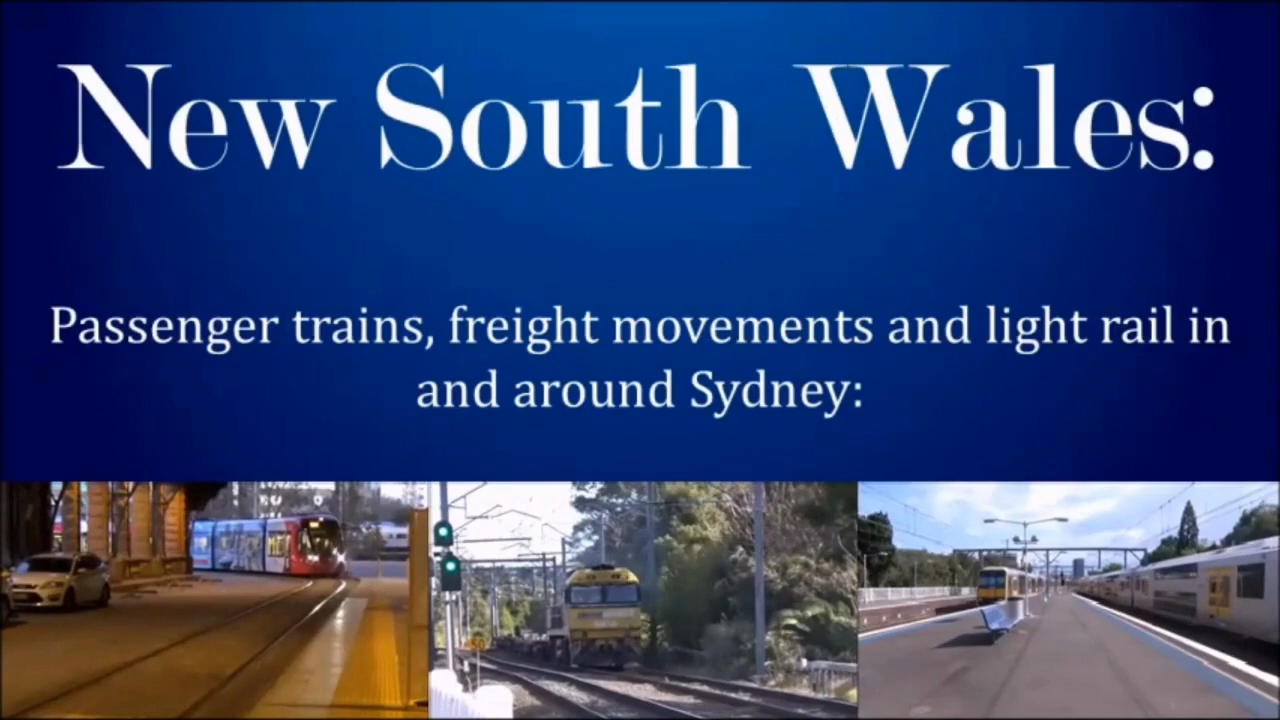 New South Wales:
Passenger trains, freight movements and light rail in
and around Sydney: